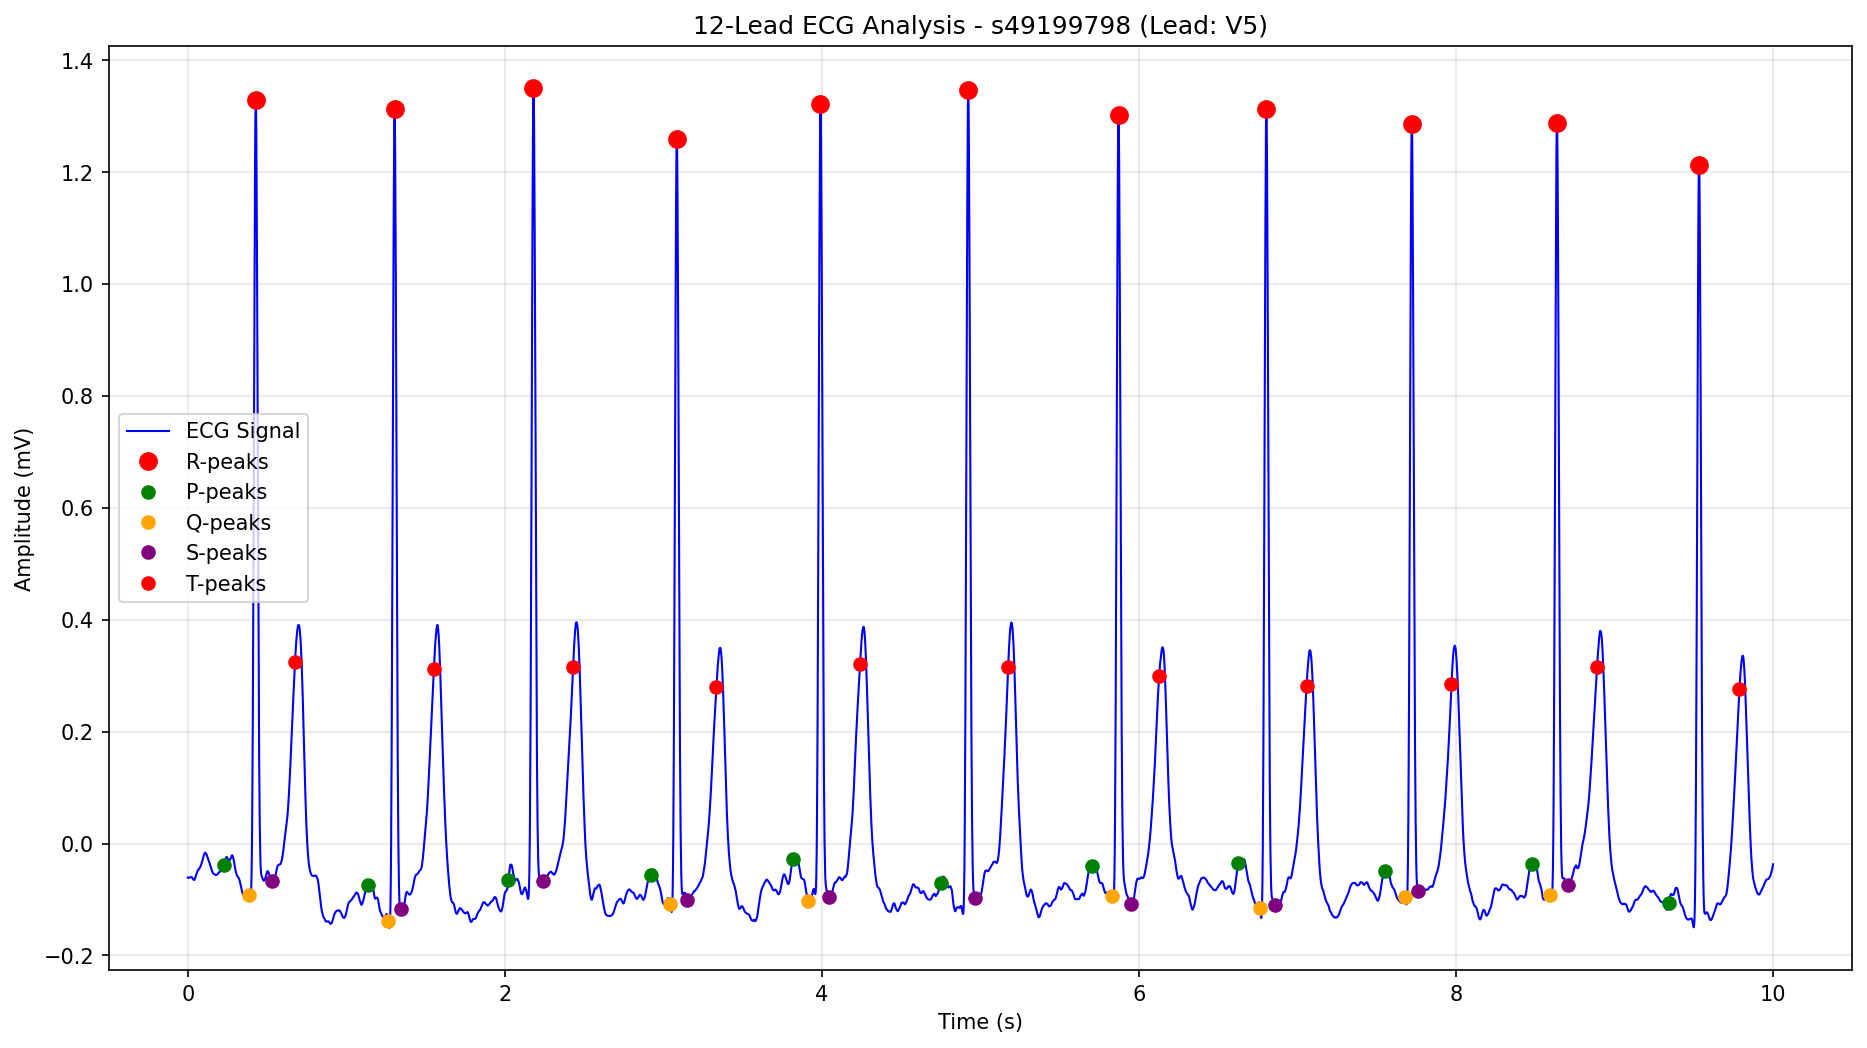 12-Lead ECG Analysis - s49199798 (Lead: V5)
1.4
1.2
1.0
0.8
0.6
0.4
0.2
0.0
−0.2
Amplitude (mV)
ECG Signal
R-peaks
P-peaks
Q-peaks
S-peaks
T-peaks
0 2 4 6 8 10
Time (s)